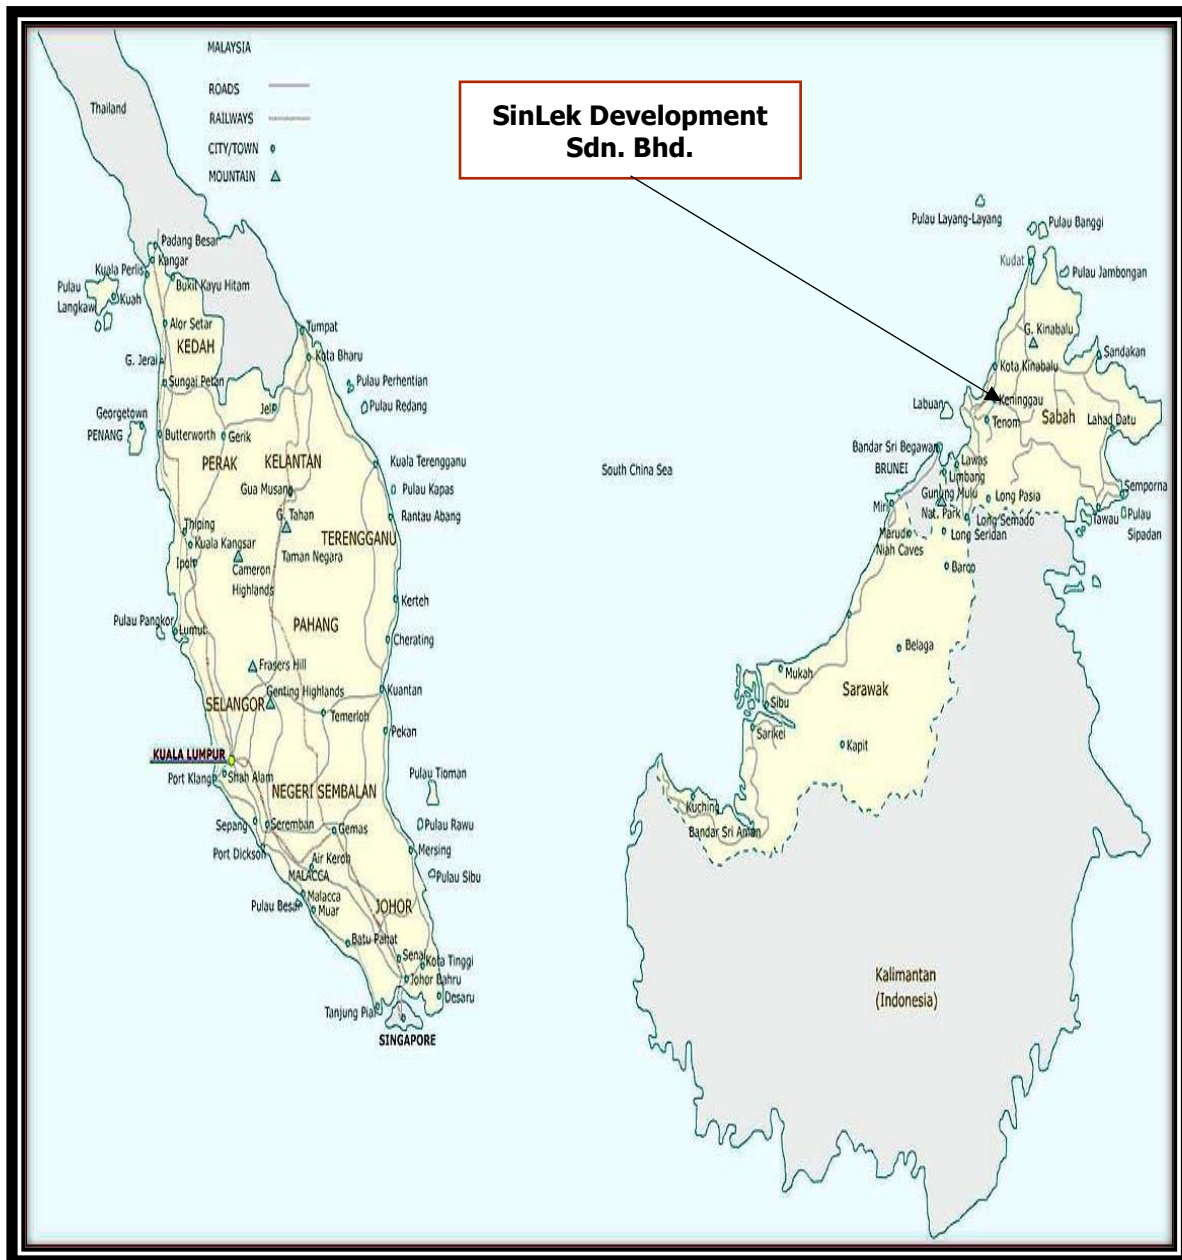 MALAYSIA
ROADS
RAILWAYS
CITY/TOWN
MOUNTAIN
SinLek Development
Sdn. Bhd.
Thailand
Padang Besar
Kangar
Kuala Perlis
Bukit Kayu Hitam
Pulau
Langkaw
Kuah
Alor Setar
KEDAH
G. Jerai
Sungai Petan
Tumpat
Kota Bharu
Pulau Perhentian
Pulau Redang
Jeli
Georgetown
PENANG
Butterworth
Gerik
PERAK
KELANTAN
Gua Musang
Kuala Terengganu
Pulau Kapas
Rantau Abang
G. Tahan
TERENGGANU
Taman Negara
Thiping
Kuala Kangsar
Ipoh
Cameron
Highlands
Kerteh
PAHANG
Cherating
Pulau Pangkor
Lumut
Frasers Hill
Genting Highlands
SELANGOR
Kuantan
Temerloh
Pekan
KUALA LUMPUR
Port Klang
Shah Alam
NEGERI SEMBALAN
Pulau Tioman
Sepang
Seremban
Gemas
Pulau Rawu
Port Dickson
Mersing
Air Keroh
MALACCA
Pulau Sibu
Malacca
Pulau Besar
Muar
JOHOR
Batu Pahat
Senai
Kota Tinggi
Johor Bahru
Desaru
Tanjung Piai
SINGAPORE
South China Sea
Pulau Layang-Layang
Pulau Banggi
Kudat
Pulau Jambongan
G. Kinabalu
Sandakan
Kota Kinabalu
Keninggau
Labuan
Sabah
Tenom
Lahad Datu
Bandar Sri Begawan
BRUNEI
Lawas
Limbang
Gunung Mulu
Nat. Park
Long Pasia
Semporna
Miri
Long Semado
Tawau
Pulau
Sipadan
Marudi
Niah Caves
Long Seridan
Bareo
Belaga
Mukah
Sarawak
Sibu
Sarikei
Kapit
Kuching
Bandar Sri Aman
Kalimantan
(Indonesia)